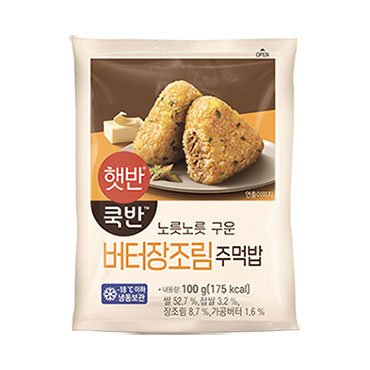 OPEN
햇반
쿡반™
연출이미지
노릇노릇 구운
버터장조림 주먹밥
-18℃ 이하
냉동보관
• 내용량: 100 g(175 kcal)
쌀 52.7 %, 찹쌀 3.2 %,
장조림 8.7 %, 가공버터 1.6 %